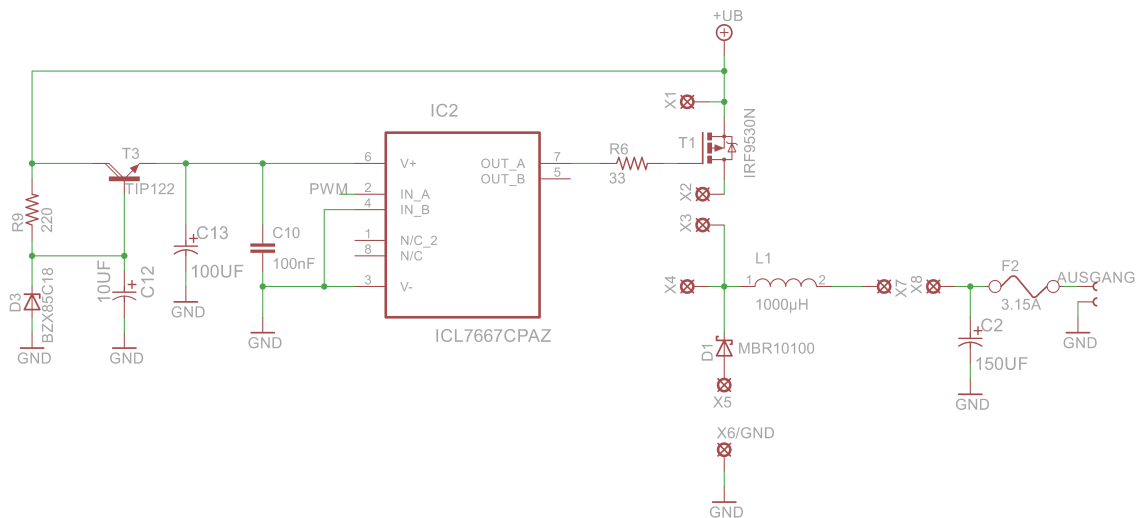 +UB
IC2
X1
T1
IRF9530N
T3
TIP122
6
V+
OUT_A
7
R6
33
OUT_B
5
PWM
2
IN_A
4
IN_B
X2
X3
R9
220
C13
100UF
C10
100nF
1
N/C_2
8
N/C
3
V-
10UF
C12
D3
BZX85C18
GND
GND
GND
GND
ICL7667CPAZ
X4
L1
1
2
1000µH
X7
X8
F2
3.15A
AUSGANG
GND
C2
150UF
GND
D1
MBR10100
X5
X6/GND
GND